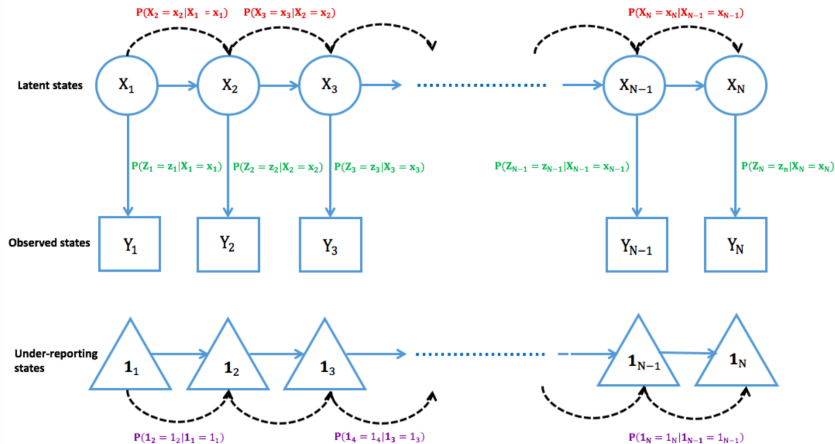 P(X₂ = x₂|X₁ = x₁) P(X₃ = x₃|X₂ = x₂) P(X_N = x_N|X_{N−1} = x_{N−1})
Latent states X₁ X₂ X₃ X_{N−1} X_N
P(Z₁ = z₁|X₁ = x₁) P(Z₂ = z₂|X₂ = x₂) P(Z₃ = z₃|X₃ = x₃) P(Z_{N−1} = z_{N−1}|X_{N−1} = x_{N−1}) P(Z_N = z_n|X_N = x_N)
Observed states Y₁ Y₂ Y₃ Y_{N−1} Y_N
Under-reporting
states
1₁ 1₂ 1₃ 1_{N−1} 1_N
P(1₂ = 1₂|1₁ = 1₁) P(1₄ = 1₄|1₃ = 1₃) P(1_N = 1_N|1_{N−1} = 1_{N−1})